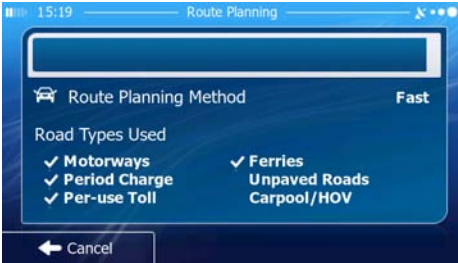 15:19 Route Planning
Route Planning Method Fast
Road Types Used
Motorways Ferries
Period Charge Unpaved Roads
Per-use Toll Carpool/HOV
Cancel